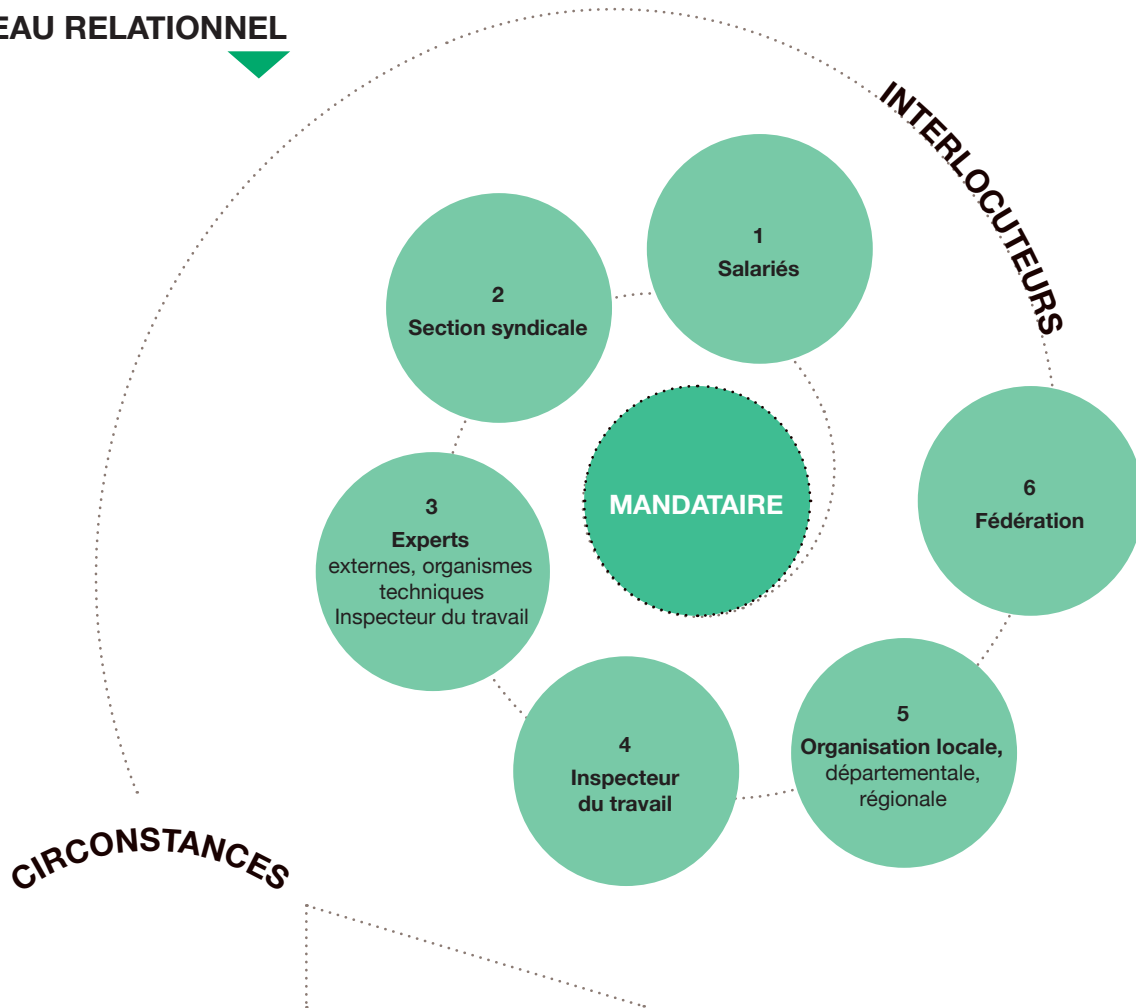 EAU RELATIONNEL
INTERLOCUTEURS
1
Salariés
2
Section syndicale
MANDATAIRE
3
Experts
externes, organismes
techniques
Inspecteur du travail
6
Fédération
4
Inspecteur
du travail
5
Organisation locale,
départementale,
régionale
CIRCONSTANCES